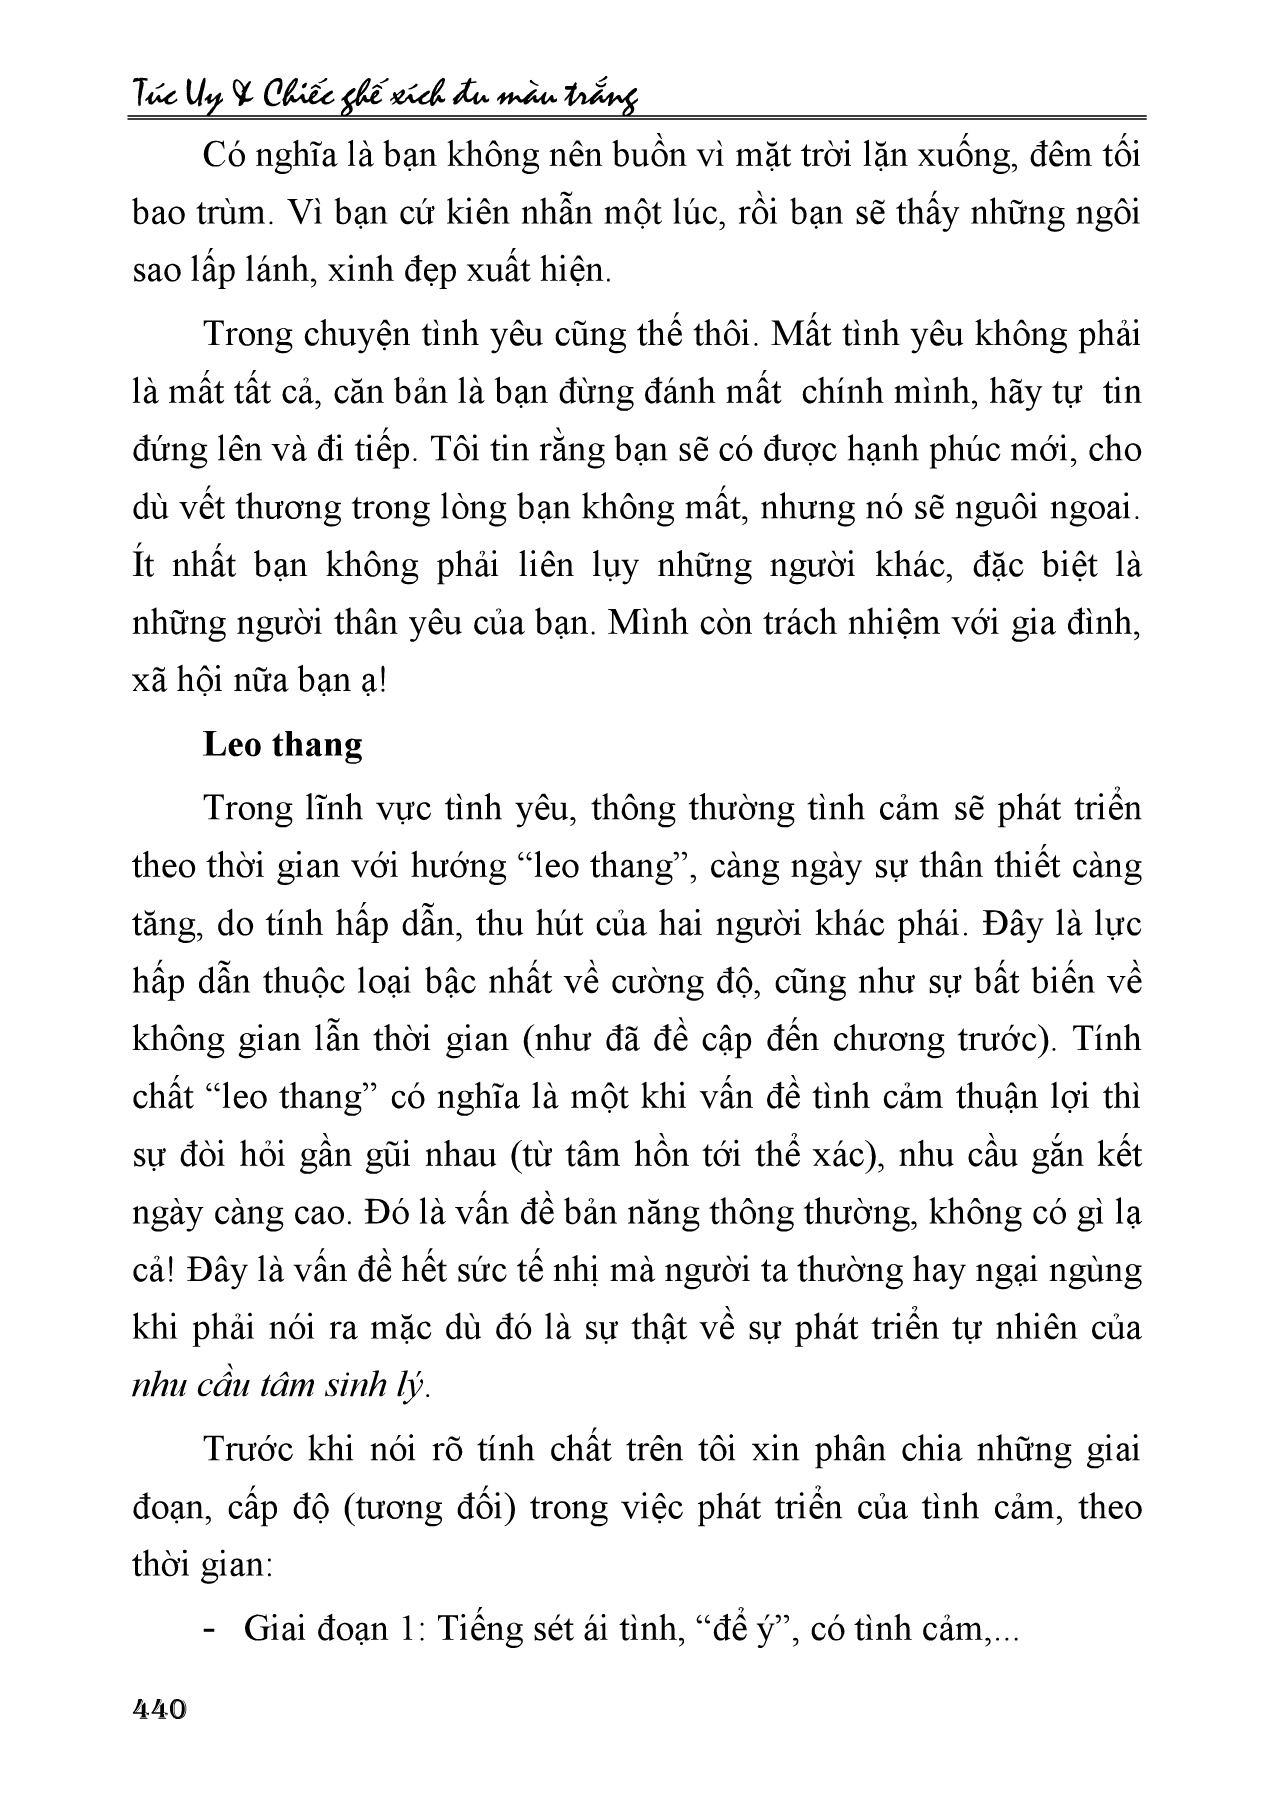 Túc Uy & Chiếc ghế xích đu màu trắng
Có nghĩa là bạn không nên buồn vì mặt trời lặn xuống, đêm tối
bao trùm. Vì bạn cứ kiên nhẫn một lúc, rồi bạn sẽ thấy những ngôi
sao lấp lánh, xinh đẹp xuất hiện.
Trong chuyện tình yêu cũng thế thôi. Mất tình yêu không phải
là mất tất cả, căn bản là bạn đừng đánh mất chính mình, hãy tự tin
đứng lên và đi tiếp. Tôi tin rằng bạn sẽ có được hạnh phúc mới, cho
dù vết thương trong lòng bạn không mất, nhưng nó sẽ nguôi ngoai.
Ít nhất bạn không phải liên lụy những người khác, đặc biệt là
những người thân yêu của bạn. Mình còn trách nhiệm với gia đình,
xã hội nữa bạn ạ!
Leo thang
Trong lĩnh vực tình yêu, thông thường tình cảm sẽ phát triển
theo thời gian với hướng “leo thang”, càng ngày sự thân thiết càng
tăng, do tính hấp dẫn, thu hút của hai người khác phái. Đây là lực
hấp dẫn thuộc loại bậc nhất về cường độ, cũng như sự bất biến về
không gian lẫn thời gian (như đã đề cập đến chương trước). Tính
chất “leo thang” có nghĩa là một khi vấn đề tình cảm thuận lợi thì
sự đòi hỏi gần gũi nhau (từ tâm hồn tới thể xác), nhu cầu gắn kết
ngày càng cao. Đó là vấn đề bản năng thông thường, không có gì lạ
cả! Đây là vấn đề hết sức tế nhị mà người ta thường hay ngại ngùng
khi phải nói ra mặc dù đó là sự thật về sự phát triển tự nhiên của
nhu cầu tâm sinh lý.
Trước khi nói rõ tính chất trên tôi xin phân chia những giai
đoạn, cấp độ (tương đối) trong việc phát triển của tình cảm, theo
thời gian:
- Giai đoạn 1: Tiếng sét ái tình, “để ý”, có tình cảm,...
440